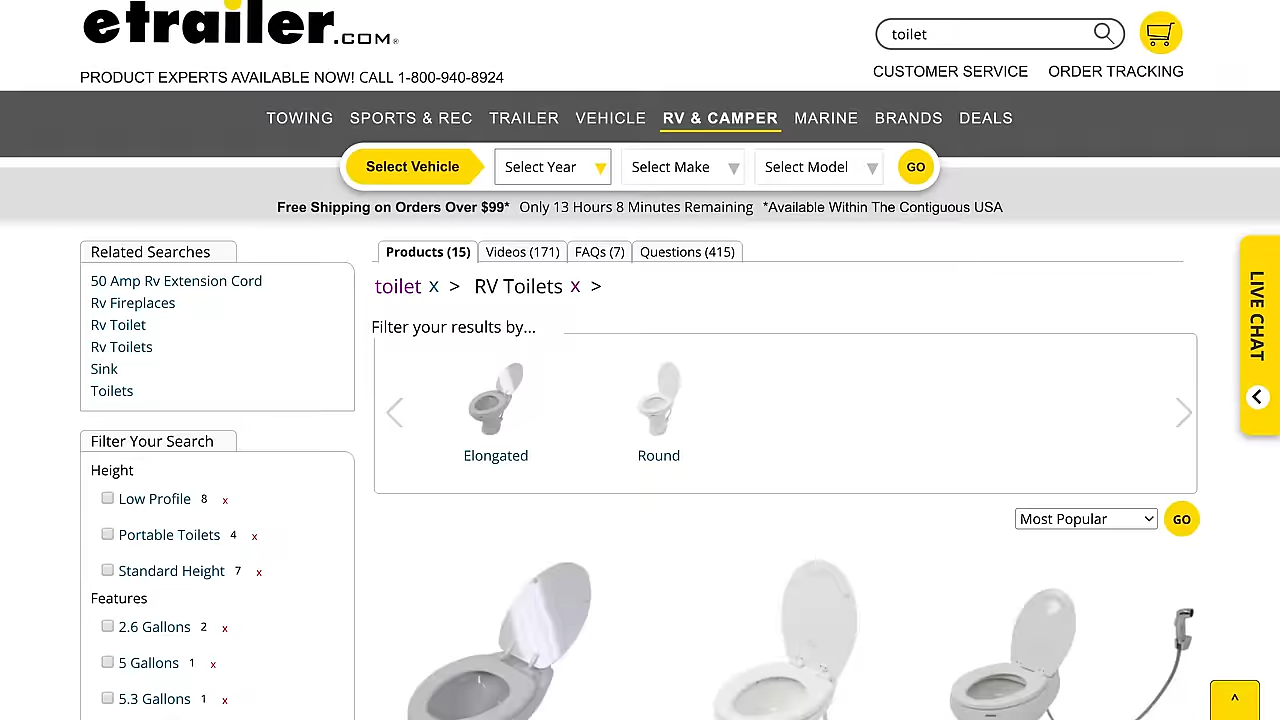 etrailer.COM®
toilet
PRODUCT EXPERTS AVAILABLE NOW! CALL 1-800-940-8924
CUSTOMER SERVICE ORDER TRACKING
TOWING SPORTS & REC TRAILER VEHICLE RV & CAMPER MARINE BRANDS DEALS
Select Vehicle Select Year Select Make Select Model GO
Free Shipping on Orders Over $99* Only 13 Hours 8 Minutes Remaining *Available Within The Contiguous USA
Related Searches
50 Amp Rv Extension Cord
Rv Fireplaces
Rv Toilet
Rv Toilets
Sink
Toilets
Filter Your Search
Height
Low Profile 8 x
Portable Toilets 4 x
Standard Height 7 x
Features
2.6 Gallons 2 x
5 Gallons 1 x
5.3 Gallons 1 x
Products (15) Videos (171) FAQs (7) Questions (415)
toilet x > RV Toilets x >
Filter your results by...
Elongated Round
Most Popular GO
LIVE CHAT